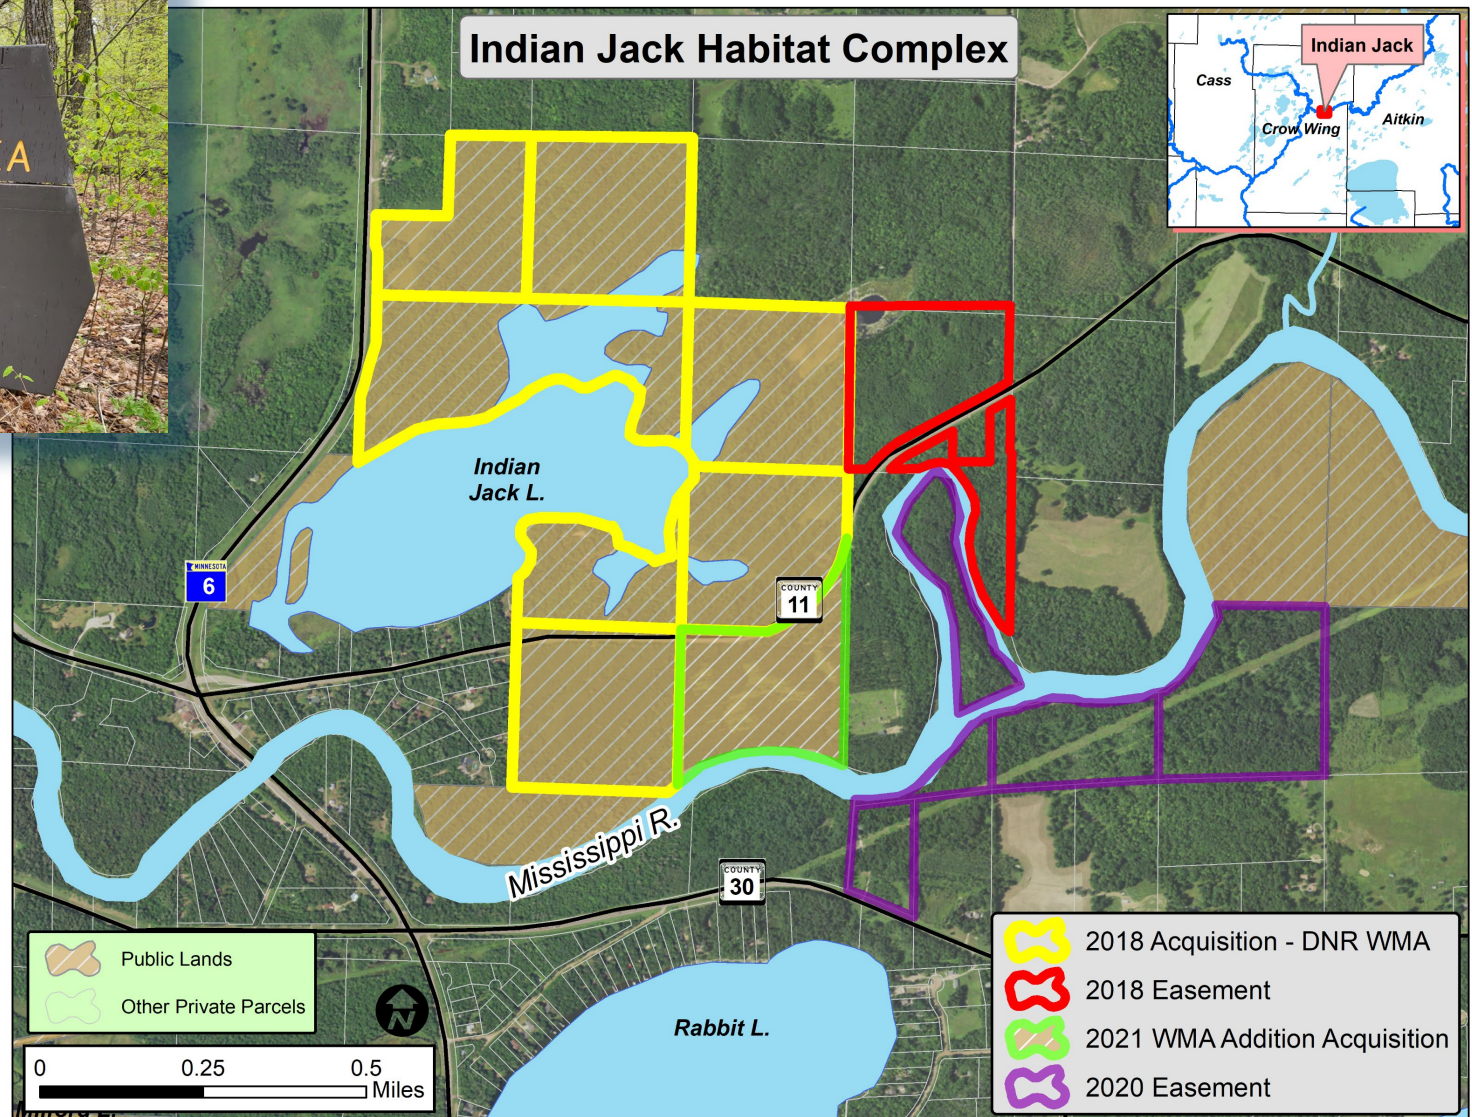 A
Indian Jack Habitat Complex
Indian Jack
Cass
Crow Wing
Aitkin
Indian
Jack L.
MINNESOTA
6
COUNTY
11
Mississippi R.
COUNTY
30
Rabbit L.
Public Lands
Other Private Parcels
N
0 0.25 0.5
Miles
2018 Acquisition - DNR WMA
2018 Easement
2021 WMA Addition Acquisition
2020 Easement